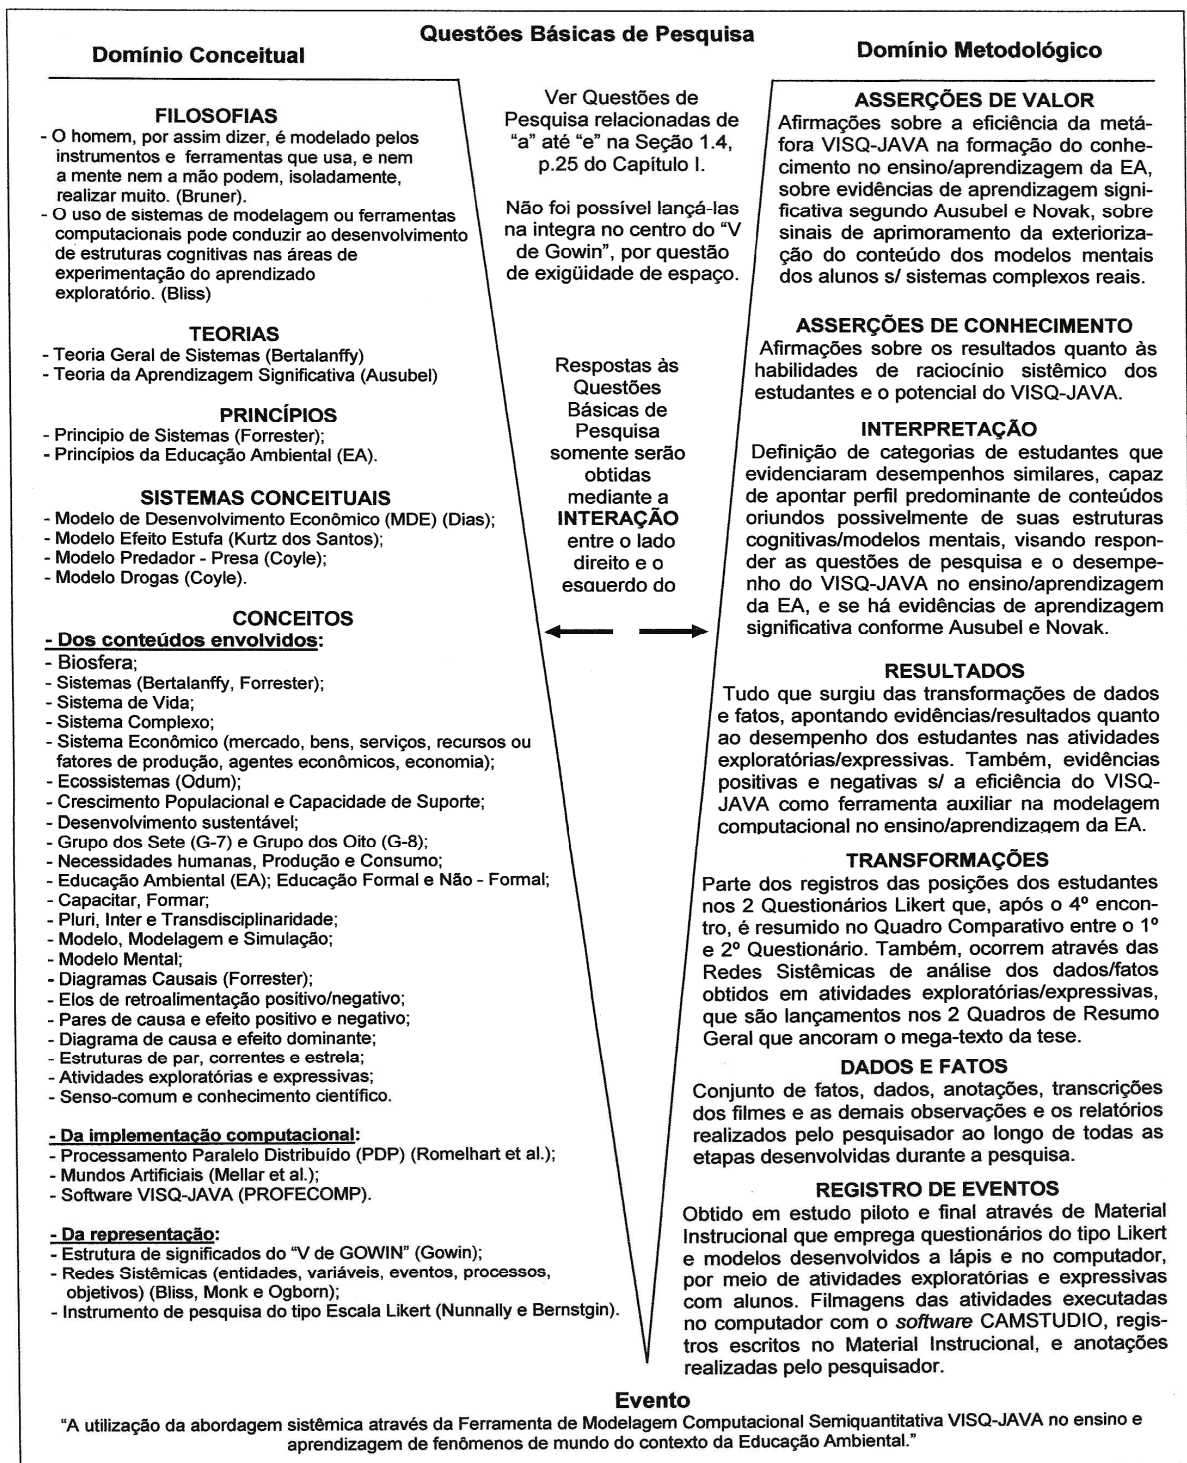 Questões Básicas de Pesquisa
Domínio Conceitual
FILOSOFIAS
- O homem, por assim dizer, é modelado pelos
instrumentos e ferramentas que usa, e nem
a mente nem a mão podem, isoladamente,
realizar muito. (Bruner).
- O uso de sistemas de modelagem ou ferramentas
computacionais pode conduzir ao desenvolvimento
de estruturas cognitivas nas áreas de
experimentação do aprendizado
exploratório. (Bliss)
TEORIAS
- Teoria Geral de Sistemas (Bertalanffy)
- Teoria da Aprendizagem Significativa (Ausubel)
PRINCÍPIOS
- Principio de Sistemas (Forrester);
- Princípios da Educação Ambiental (EA).
SISTEMAS CONCEITUAIS
- Modelo de Desenvolvimento Econômico (MDE) (Dias);
- Modelo Efeito Estufa (Kurtz dos Santos);
- Modelo Predador - Presa (Coyle);
- Modelo Drogas (Coyle).
CONCEITOS
- Dos conteúdos envolvidos:
- Biosfera;
- Sistemas (Bertalanffy, Forrester);
- Sistema de Vida;
- Sistema Complexo;
- Sistema Econômico (mercado, bens, serviços, recursos ou
fatores de produção, agentes econômicos, economia);
- Ecossistemas (Odum);
- Crescimento Populacional e Capacidade de Suporte;
- Desenvolvimento sustentável;
- Grupo dos Sete (G-7) e Grupo dos Oito (G-8);
- Necessidades humanas, Produção e Consumo;
- Educação Ambiental (EA); Educação Formal e Não - Formal;
- Capacitar, Formar;
- Pluri, Inter e Transdisciplinaridade;
- Modelo, Modelagem e Simulação;
- Modelo Mental;
- Diagramas Causais (Forrester);
- Elos de retroalimentação positivo/negativo;
- Pares de causa e efeito positivo e negativo;
- Diagrama de causa e efeito dominante;
- Estruturas de par, correntes e estrela;
- Atividades exploratórias e expressivas;
- Senso-comum e conhecimento científico.
- Da implementação computacional:
- Processamento Paralelo Distribuído (PDP) (Romelhart et al.);
- Mundos Artificiais (Mellar et al.);
- Software VISQ-JAVA (PROFECOMP).
- Da representação:
- Estrutura de significados do “V de GOWIN” (Gowin);
- Redes Sistêmicas (entidades, variáveis, eventos, processos,
objetivos) (Bliss, Monk e Ogborn);
- Instrumento de pesquisa do tipo Escala Likert (Nunnally e Bernstgin).
Ver Questões de
Pesquisa relacionadas de
“a” até “e” na Seção 1.4,
p.25 do Capítulo I.
Não foi possível lançá-las
na integra no centro do “V
de Gowin”, por questão
de exigüidade de espaço.
Respostas às
Questões
Básicas de
Pesquisa
somente serão
obtidas
mediante a
INTERAÇÃO
entre o lado
direito e o
esquerdo do
Domínio Metodológico
ASSERÇÕES DE VALOR
Afirmações sobre a eficiência da metá-
fora VISQ-JAVA na formação do conhe-
cimento no ensino/aprendizagem da EA,
sobre evidências de aprendizagem signi-
ficativa segundo Ausubel e Novak, sobre
sinais de aprimoramento da exterioriza-
ção do conteúdo dos modelos mentais
dos alunos s/ sistemas complexos reais.
ASSERÇÕES DE CONHECIMENTO
Afirmações sobre os resultados quanto às
habilidades de raciocínio sistêmico dos
estudantes e o potencial do VISQ-JAVA.
INTERPRETAÇÃO
Definição de categorias de estudantes que
evidenciaram desempenhos similares, capaz
de apontar perfil predominante de conteúdos
oriundos possivelmente de suas estruturas
cognitivas/modelos mentais, visando respon-
der as questões de pesquisa e o desempe-
nho do VISQ-JAVA no ensino/aprendizagem
da EA, e se há evidências de aprendizagem
significativa conforme Ausubel e Novak.
RESULTADOS
Tudo que surgiu das transformações de dados
e fatos, apontando evidências/resultados quanto
ao desempenho dos estudantes nas atividades
exploratórias/expressivas. Também, evidências
positivas e negativas s/ a eficiência do VISQ-
JAVA como ferramenta auxiliar na modelagem
computacional no ensino/aprendizagem da EA.
TRANSFORMAÇÕES
Parte dos registros das posições dos estudantes
nos 2 Questionários Likert que, após o 4º encon-
tro, é resumido no Quadro Comparativo entre o 1º
e 2º Questionário. Também, ocorrem através das
Redes Sistêmicas de análise dos dados/fatos
obtidos em atividades exploratórias/expressivas,
que são lançamentos nos 2 Quadros de Resumo
Geral que ancoram o mega-texto da tese.
DADOS E FATOS
Conjunto de fatos, dados, anotações, transcrições
dos filmes e as demais observações e os relatórios
realizados pelo pesquisador ao longo de todas as
etapas desenvolvidas durante a pesquisa.
REGISTRO DE EVENTOS
Obtido em estudo piloto e final através de Material
Instrucional que emprega questionários do tipo Likert
e modelos desenvolvidos a lápis e no computador,
por meio de atividades exploratórias e expressivas
com alunos. Filmagens das atividades executadas
no computador com o software CAMSTUDIO, regis-
tros escritos no Material Instrucional, e anotações
realizadas pelo pesquisador.
Evento
“A utilização da abordagem sistêmica através da Ferramenta de Modelagem Computacional Semiquantitativa VISQ-JAVA no ensino e
aprendizagem de fenômenos de mundo do contexto da Educação Ambiental.”